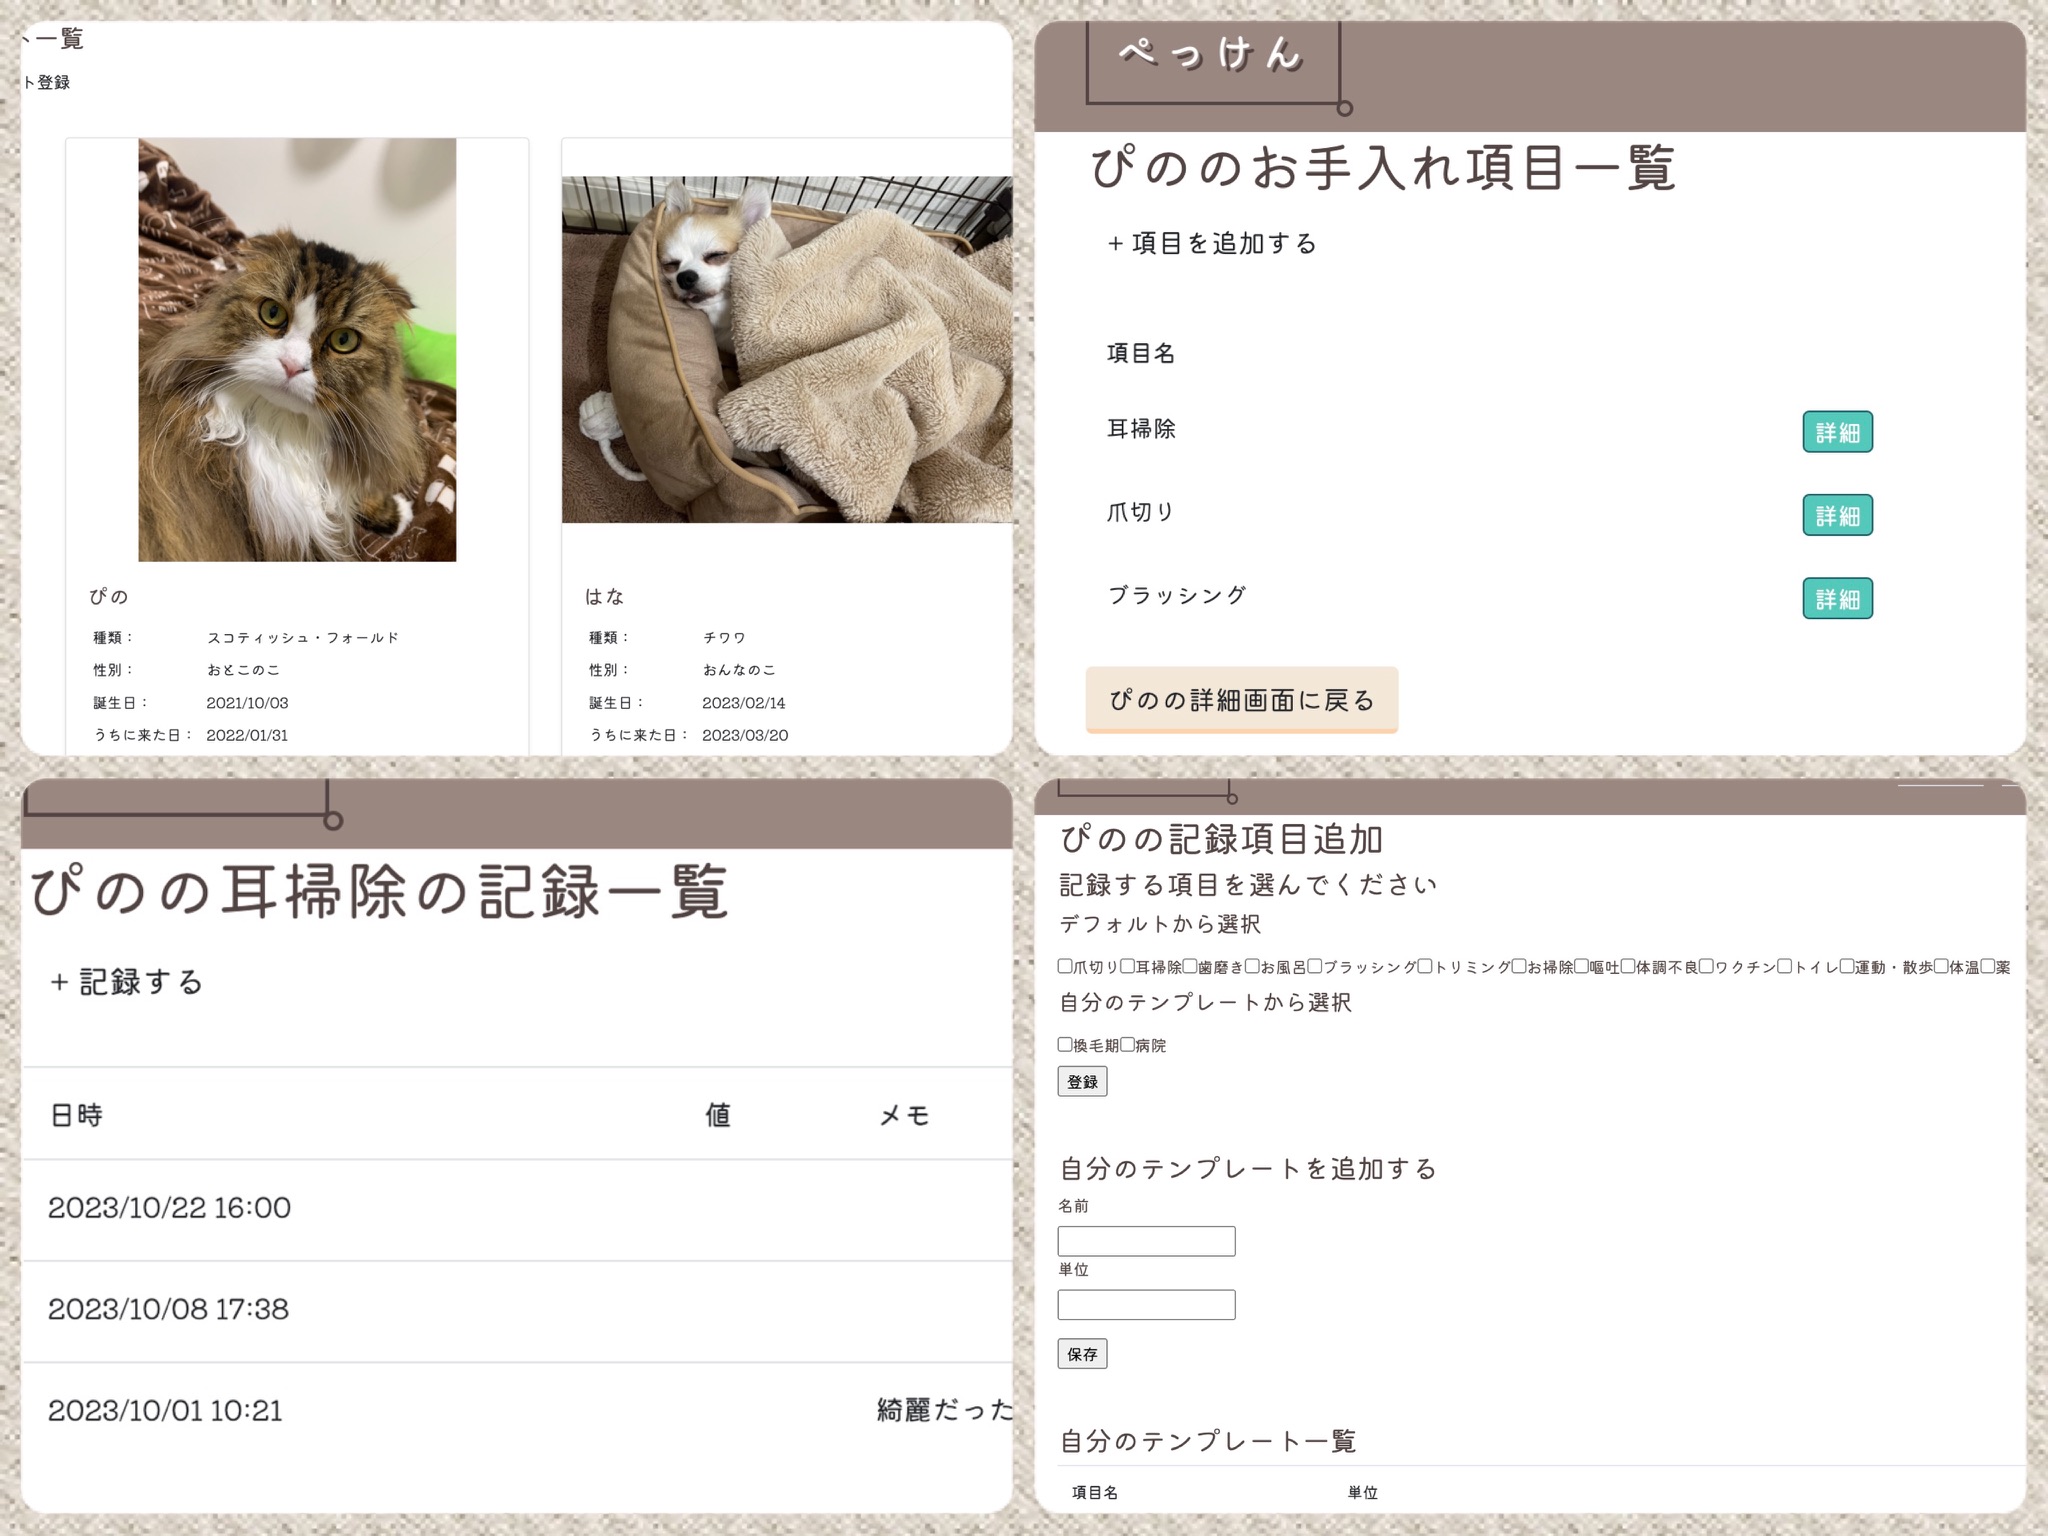 一覧
ト登録
ぴの
種類： スコティッシュ・フォールド
性別： おとこのこ
誕生日： 2021/10/03
うちに来た日： 2022/01/31
はな
種類： チワワ
性別： おんなのこ
誕生日： 2023/02/14
うちに来た日： 2023/03/20
ぺっけん
ぴののお手入れ項目一覧
+ 項目を追加する
項目名
耳掃除 詳細
爪切り 詳細
ブラッシング 詳細
ぴのの詳細画面に戻る
ぴのの耳掃除の記録一覧
+ 記録する
日時 値 メモ
2023/10/22 16:00
2023/10/08 17:38
2023/10/01 10:21 綺麗だった
ぴのの記録項目追加
記録する項目を選んでください
デフォルトから選択
爪切り 耳掃除 歯磨き お風呂 ブラッシング トリミング お掃除 嘔吐 体調不良 ワクチン トイレ 運動・散歩 体温 薬
自分のテンプレートから選択
換毛期 病院
登録
自分のテンプレートを追加する
名前
単位
保存
自分のテンプレート一覧
項目名 単位